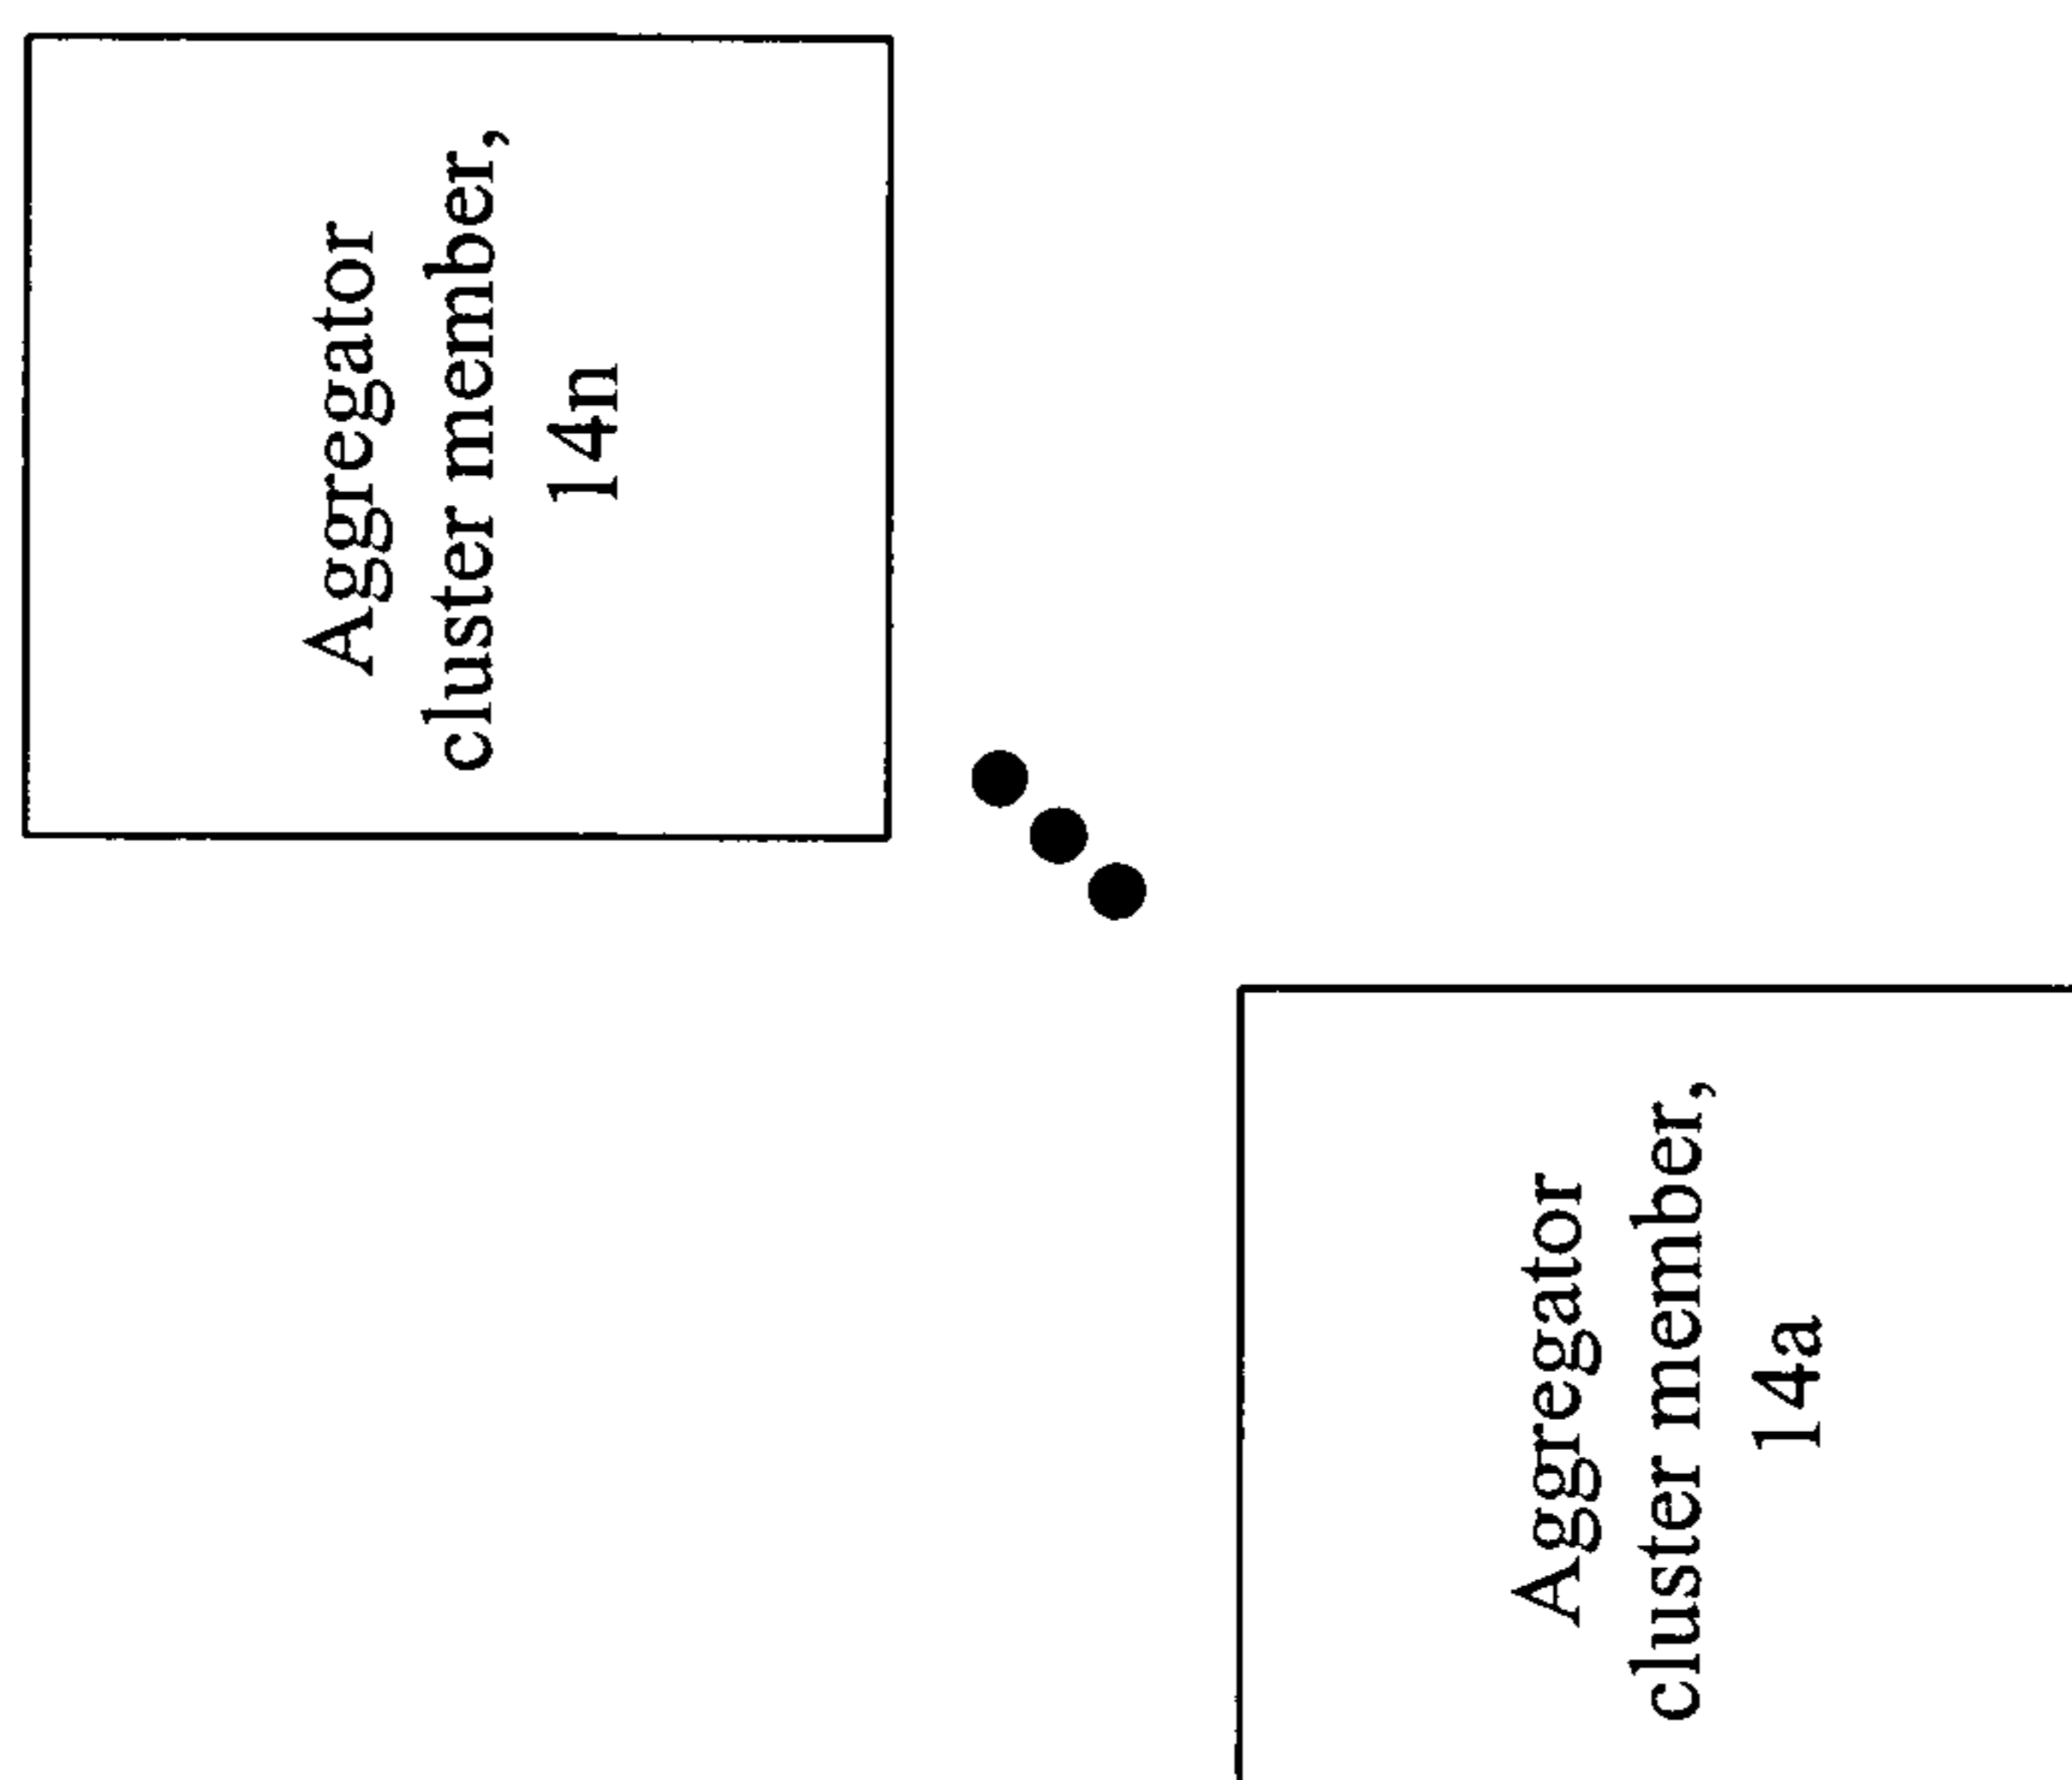 Aggregator
cluster member,
14n
Aggregator
cluster member,
14a